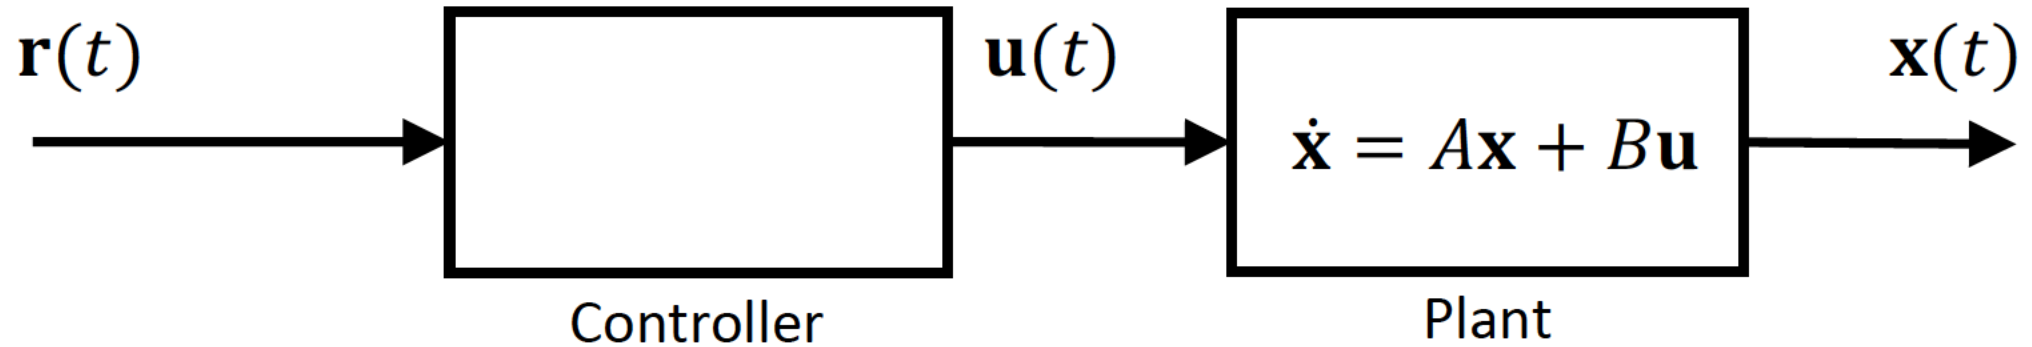 𝐫(𝑡)
𝐮(𝑡)
𝐱(𝑡)
𝐱̇ = 𝐴𝐱 + 𝐵𝐮
Controller
Plant